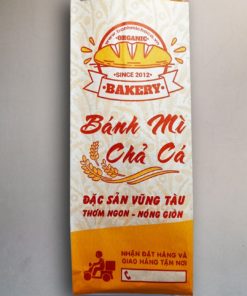 ORGANIC
•SINCE 2012•
•BAKERY•
Bánh Mì
Chả Cá
ĐẶC SẢN VŨNG TÀU
THƠM NGON - NÓNG GIÒN
NHẬN ĐẶT HÀNG VÀ
GIAO HÀNG TẬN NƠI